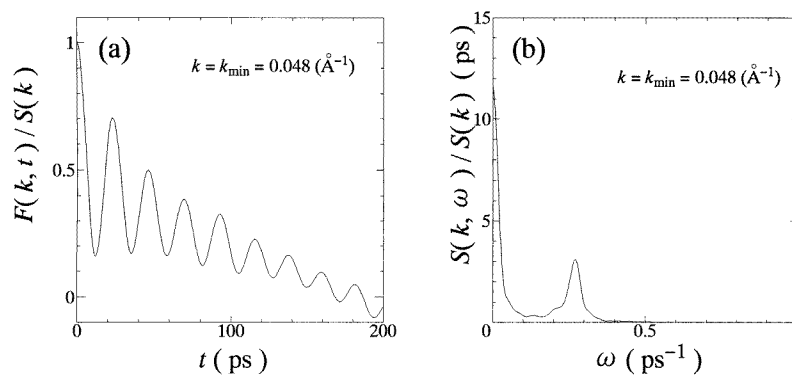 (a)
k = k_min = 0.048 (Å⁻¹)
F(k, t) / S(k)
1
0.5
0
0
100
200
t ( ps )
(b)
k = k_min = 0.048 (Å⁻¹)
S(k, ω) / S(k) ( ps )
15
10
5
0
0.5
ω ( ps⁻¹ )